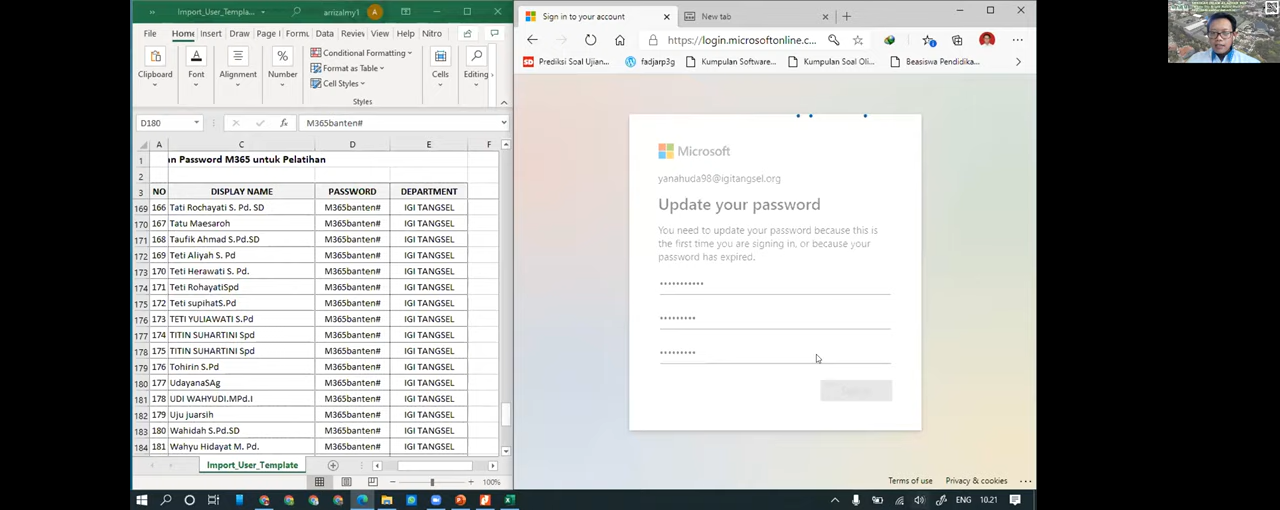 Import_User_Templa...
arrizalmy1
A
File
Home
Insert
Draw
Page l
Formu
Data
Review
View
Help
Nitro
Clipboard
Font
Alignment
Number
Conditional Formatting
Format as Table
Cell Styles
Styles
Cells
Editing
D180
fx
M365banten#
A C D E F
1 an Password M365 untuk Pelatihan
2
3 NO DISPLAY NAME PASSWORD DEPARTMENT
169 166 Tati Rochayati S. Pd. SD M365banten# IGI TANGSEL
170 167 Tatu Maesaroh M365banten# IGI TANGSEL
171 168 Taufik Ahmad S.Pd.SD M365banten# IGI TANGSEL
172 169 Teti Aliyah S. Pd M365banten# IGI TANGSEL
173 170 Teti Herawati S. Pd. M365banten# IGI TANGSEL
174 171 Teti RohayatiSpd M365banten# IGI TANGSEL
175 172 Teti supihatS.Pd M365banten# IGI TANGSEL
176 173 TETI YULIAWATI S.Pd M365banten# IGI TANGSEL
177 174 TITIN SUHARTINI Spd M365banten# IGI TANGSEL
178 175 TITIN SUHARTINI Spd M365banten# IGI TANGSEL
179 176 Tohirin S.Pd M365banten# IGI TANGSEL
180 177 UdayanaSAg M365banten# IGI TANGSEL
181 178 UDI WAHYUDI.MPd.I M365banten# IGI TANGSEL
182 179 Uju juarsih M365banten# IGI TANGSEL
183 180 Wahidah S.Pd.SD M365banten# IGI TANGSEL
184 181 Wahyu Hidayat M. Pd. M365banten# IGI TANGSEL
Import_User_Template
100%
Sign in to your account
New tab
https://login.microsoftonline.c...
Prediksi Soal Ujian...
fadjarp3g
Kumpulan Software...
Kumpulan Soal Oli...
Beasiswa Pendidika...
Microsoft
yanahuda98@igitangsel.org
Update your password
You need to update your password because this is
the first time you are signing in, or because your
password has expired.
Terms of use
Privacy & cookies
ENG
10.21